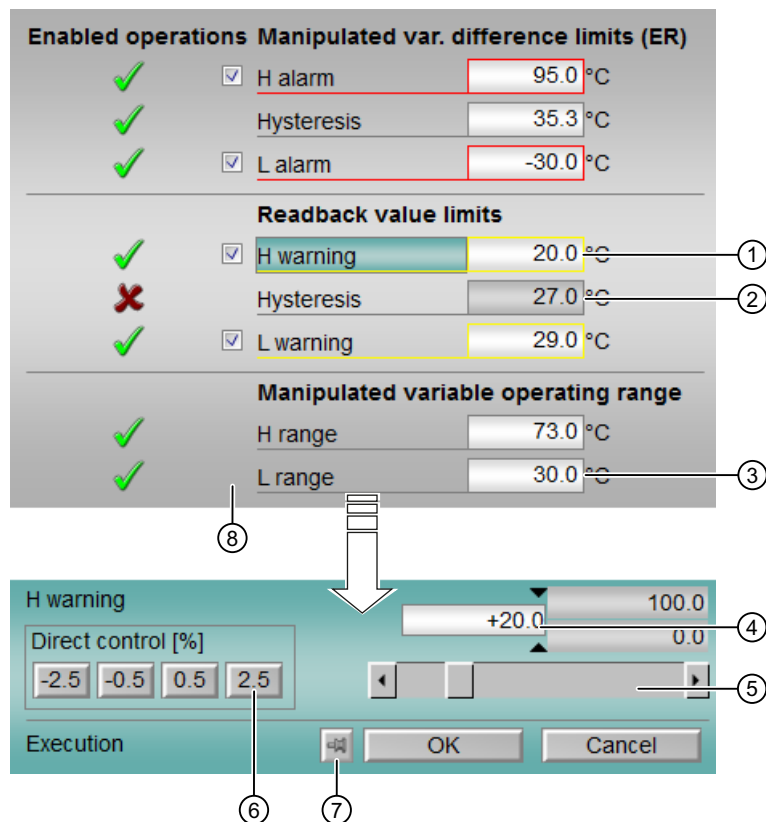 Enabled operations Manipulated var. difference limits (ER)
H alarm 95.0 °C
Hysteresis 35.3 °C
L alarm -30.0 °C
Readback value limits
H warning 20.0 °C 1
Hysteresis 27.0 °C 2
L warning 29.0 °C
Manipulated variable operating range
H range 73.0 °C
L range 30.0 °C 3
8
H warning 100.0
+20.0 4
Direct control [%] 0.0
-2.5 -0.5 0.5 2.5 5
Execution OK Cancel
6 7